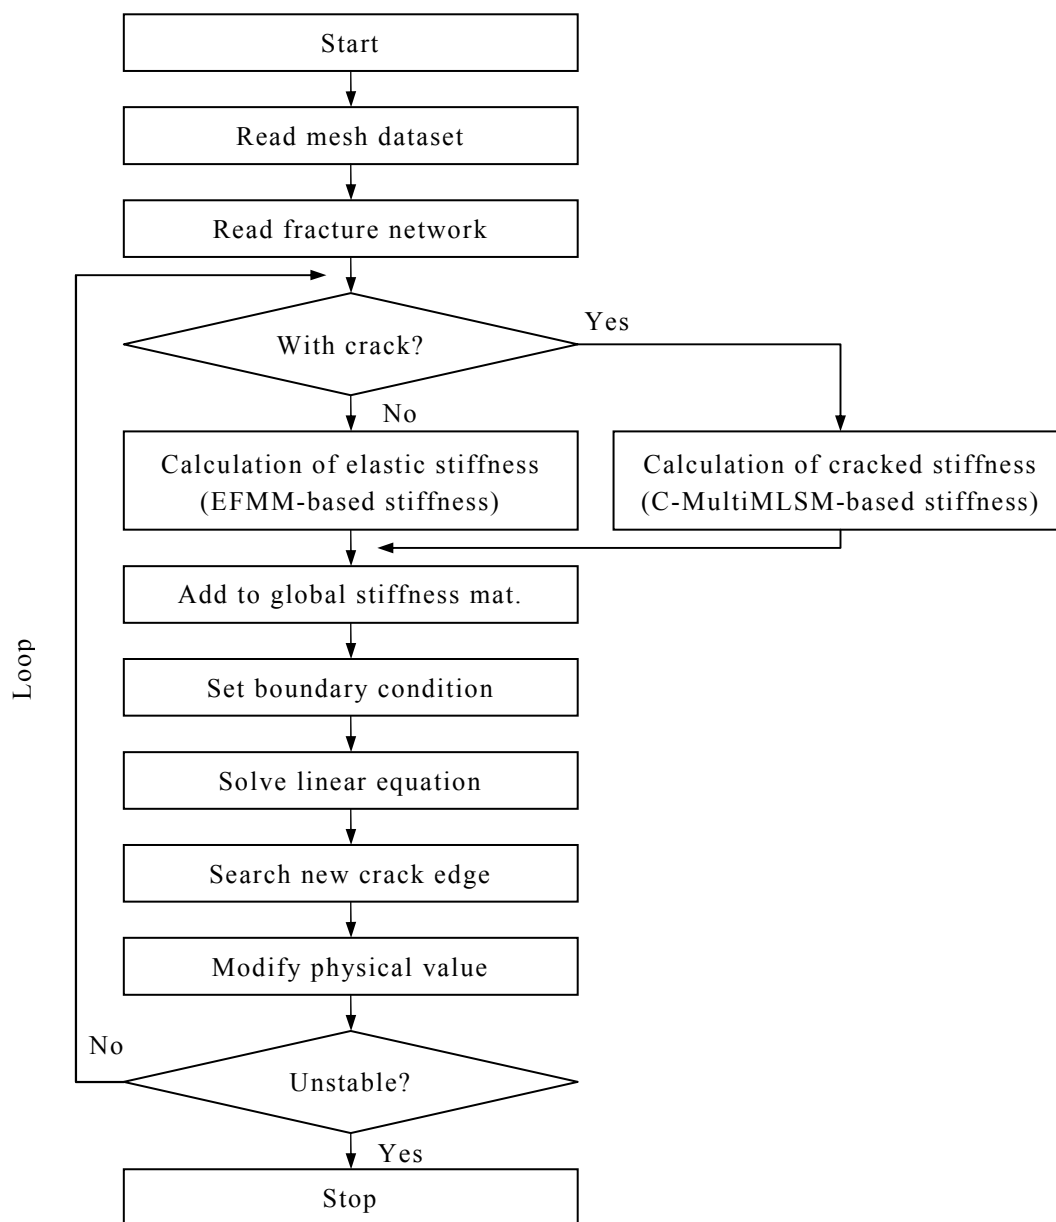 Start
Read mesh dataset
Read fracture network
With crack?
Yes
No
Calculation of elastic stiffness
(EFMM-based stiffness)
Calculation of cracked stiffness
(C-MultiMLSM-based stiffness)
Add to global stiffness mat.
Loop
Set boundary condition
Solve linear equation
Search new crack edge
Modify physical value
No
Unstable?
Yes
Stop